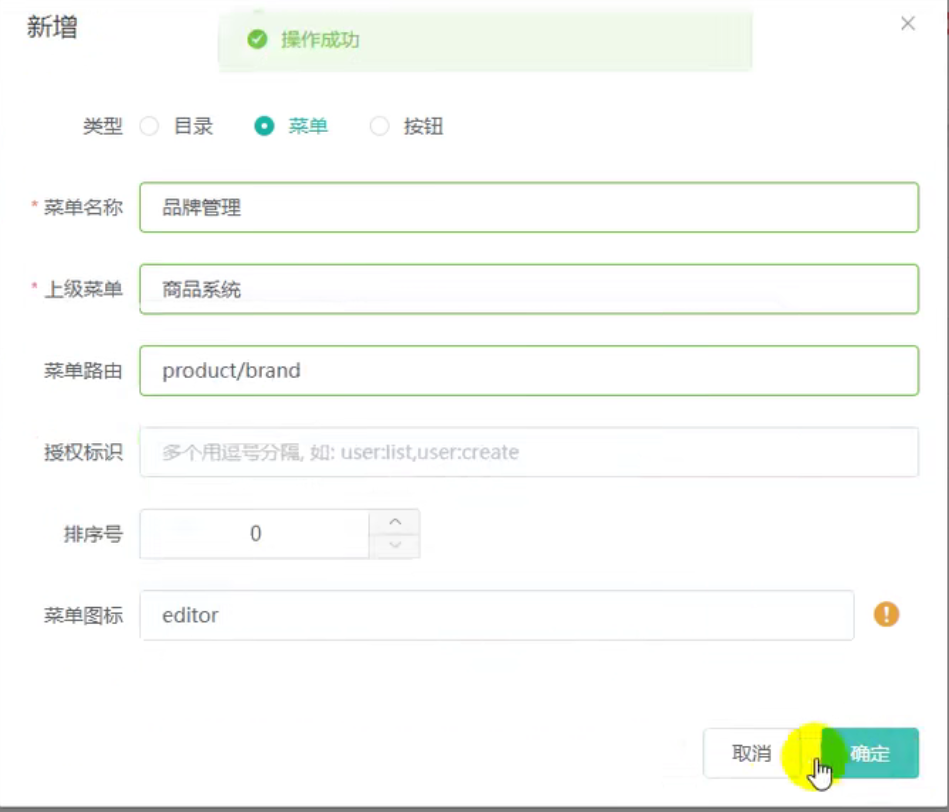 新增
操作成功
类型 目录 菜单 按钮
* 菜单名称 品牌管理
* 上级菜单 商品系统
菜单路由 product/brand
授权标识 多个用逗号分隔, 如: user:list,user:create
排序号 0
菜单图标 editor
取消 确定